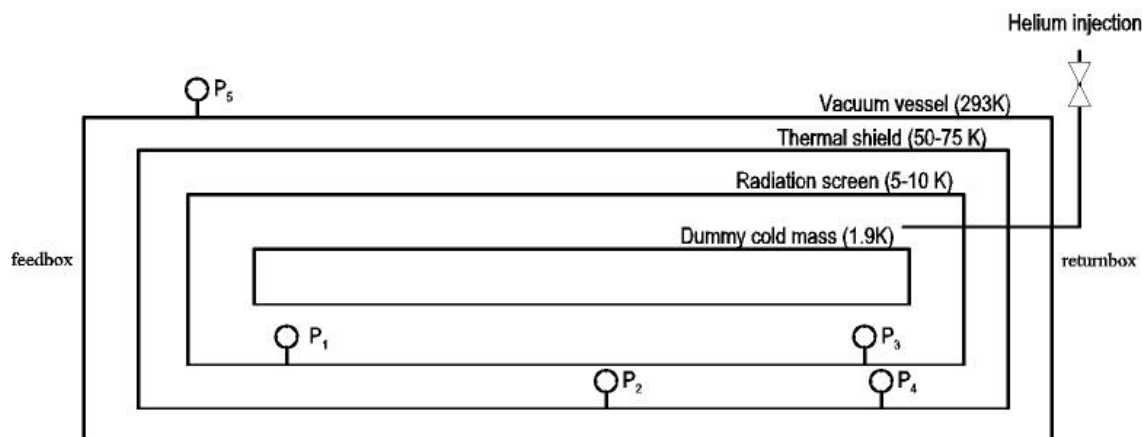 Helium injection
P5
Vacuum vessel (293K)
Thermal shield (50-75 K)
Radiation screen (5-10 K)
Dummy cold mass (1.9K)
feedbox
returnbox
P1
P3
P2
P4